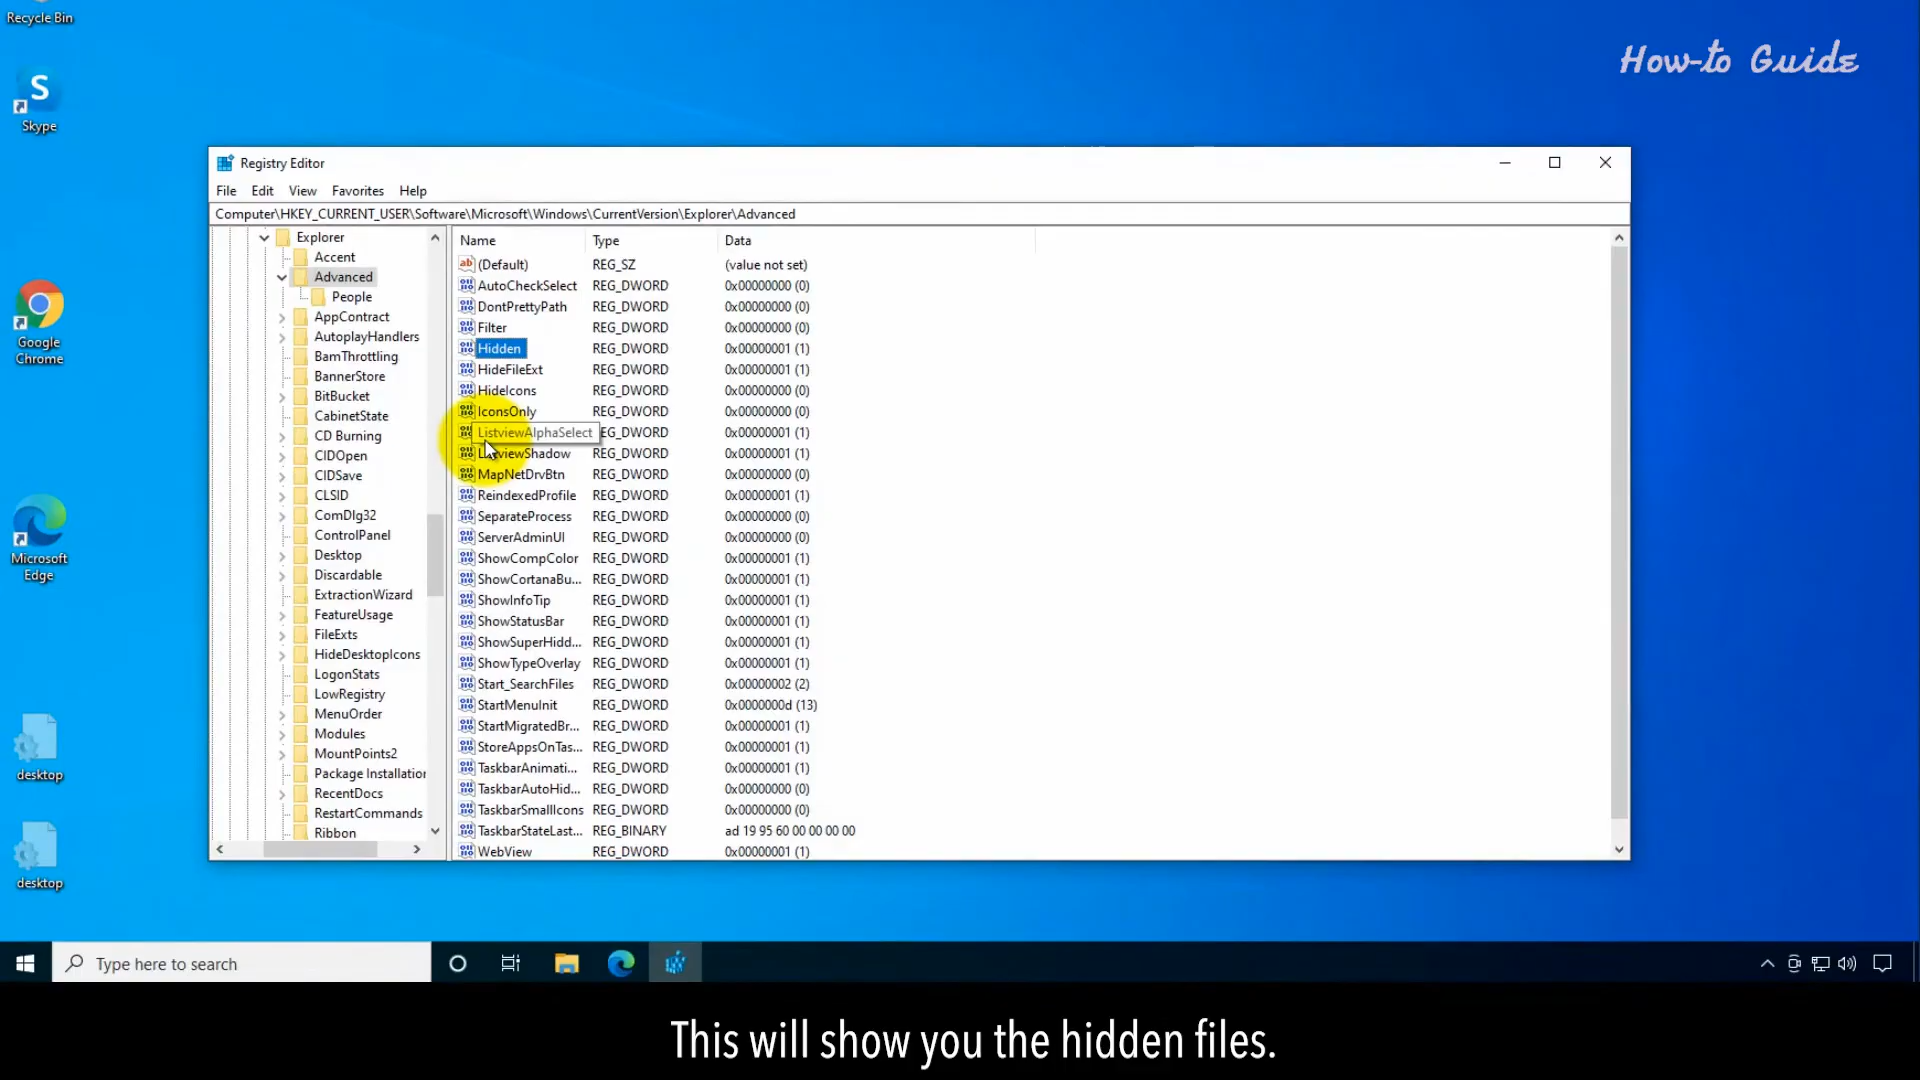 Recycle Bin
How-to Guide
S
Skype
Registry Editor
File Edit View Favorites Help
Computer\HKEY_CURRENT_USER\Software\Microsoft\Windows\CurrentVersion\Explorer\Advanced
Explorer
Accent
Advanced
People
AppContract
AutoplayHandlers
BamThrottling
BannerStore
BitBucket
CabinetState
CD Burning
CIDOpen
CIDSave
CLSID
ComDlg32
ControlPanel
Desktop
Discardable
ExtractionWizard
FeatureUsage
FileExts
HideDesktopIcons
LogonStats
LowRegistry
MenuOrder
Modules
MountPoints2
Package Installation
RecentDocs
RestartCommands
Ribbon
Name Type Data
(Default) REG_SZ (value not set)
AutoCheckSelect REG_DWORD 0x00000000 (0)
DontPrettyPath REG_DWORD 0x00000000 (0)
Filter REG_DWORD 0x00000000 (0)
Hidden REG_DWORD 0x00000001 (1)
HideFileExt REG_DWORD 0x00000001 (1)
HideIcons REG_DWORD 0x00000000 (0)
IconsOnly REG_DWORD 0x00000000 (0)
ListviewAlphaSelect EG_DWORD 0x00000001 (1)
ListviewShadow REG_DWORD 0x00000001 (1)
MapNetDrvBtn REG_DWORD 0x00000000 (0)
ReindexedProfile REG_DWORD 0x00000001 (1)
SeparateProcess REG_DWORD 0x00000000 (0)
ServerAdminUI REG_DWORD 0x00000000 (0)
ShowCompColor REG_DWORD 0x00000001 (1)
ShowCortanaBu... REG_DWORD 0x00000001 (1)
ShowInfoTip REG_DWORD 0x00000001 (1)
ShowStatusBar REG_DWORD 0x00000001 (1)
ShowSuperHidd... REG_DWORD 0x00000001 (1)
ShowTypeOverlay REG_DWORD 0x00000001 (1)
Start_SearchFiles REG_DWORD 0x00000002 (2)
StartMenuInit REG_DWORD 0x0000000d (13)
StartMigratedBr... REG_DWORD 0x00000001 (1)
StoreAppsOnTas... REG_DWORD 0x00000001 (1)
TaskbarAnimati... REG_DWORD 0x00000001 (1)
TaskbarAutoHid... REG_DWORD 0x00000000 (0)
TaskbarSmallIcons REG_DWORD 0x00000000 (0)
TaskbarStateLast... REG_BINARY ad 19 95 60 00 00 00 00
WebView REG_DWORD 0x00000001 (1)
Google
Chrome
Microsoft
Edge
desktop
desktop
Type here to search
This will show you the hidden files.